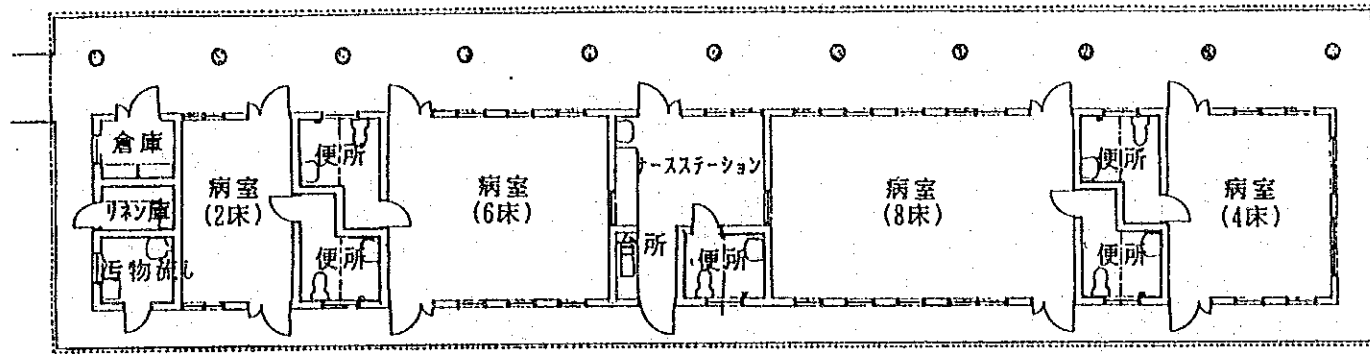 倉庫
リネン庫
汚物流し
病室
(2床)
便所
便所
病室
(6床)
ナースステーション
台所
便所
病室
(8床)
便所
便所
病室
(4床)